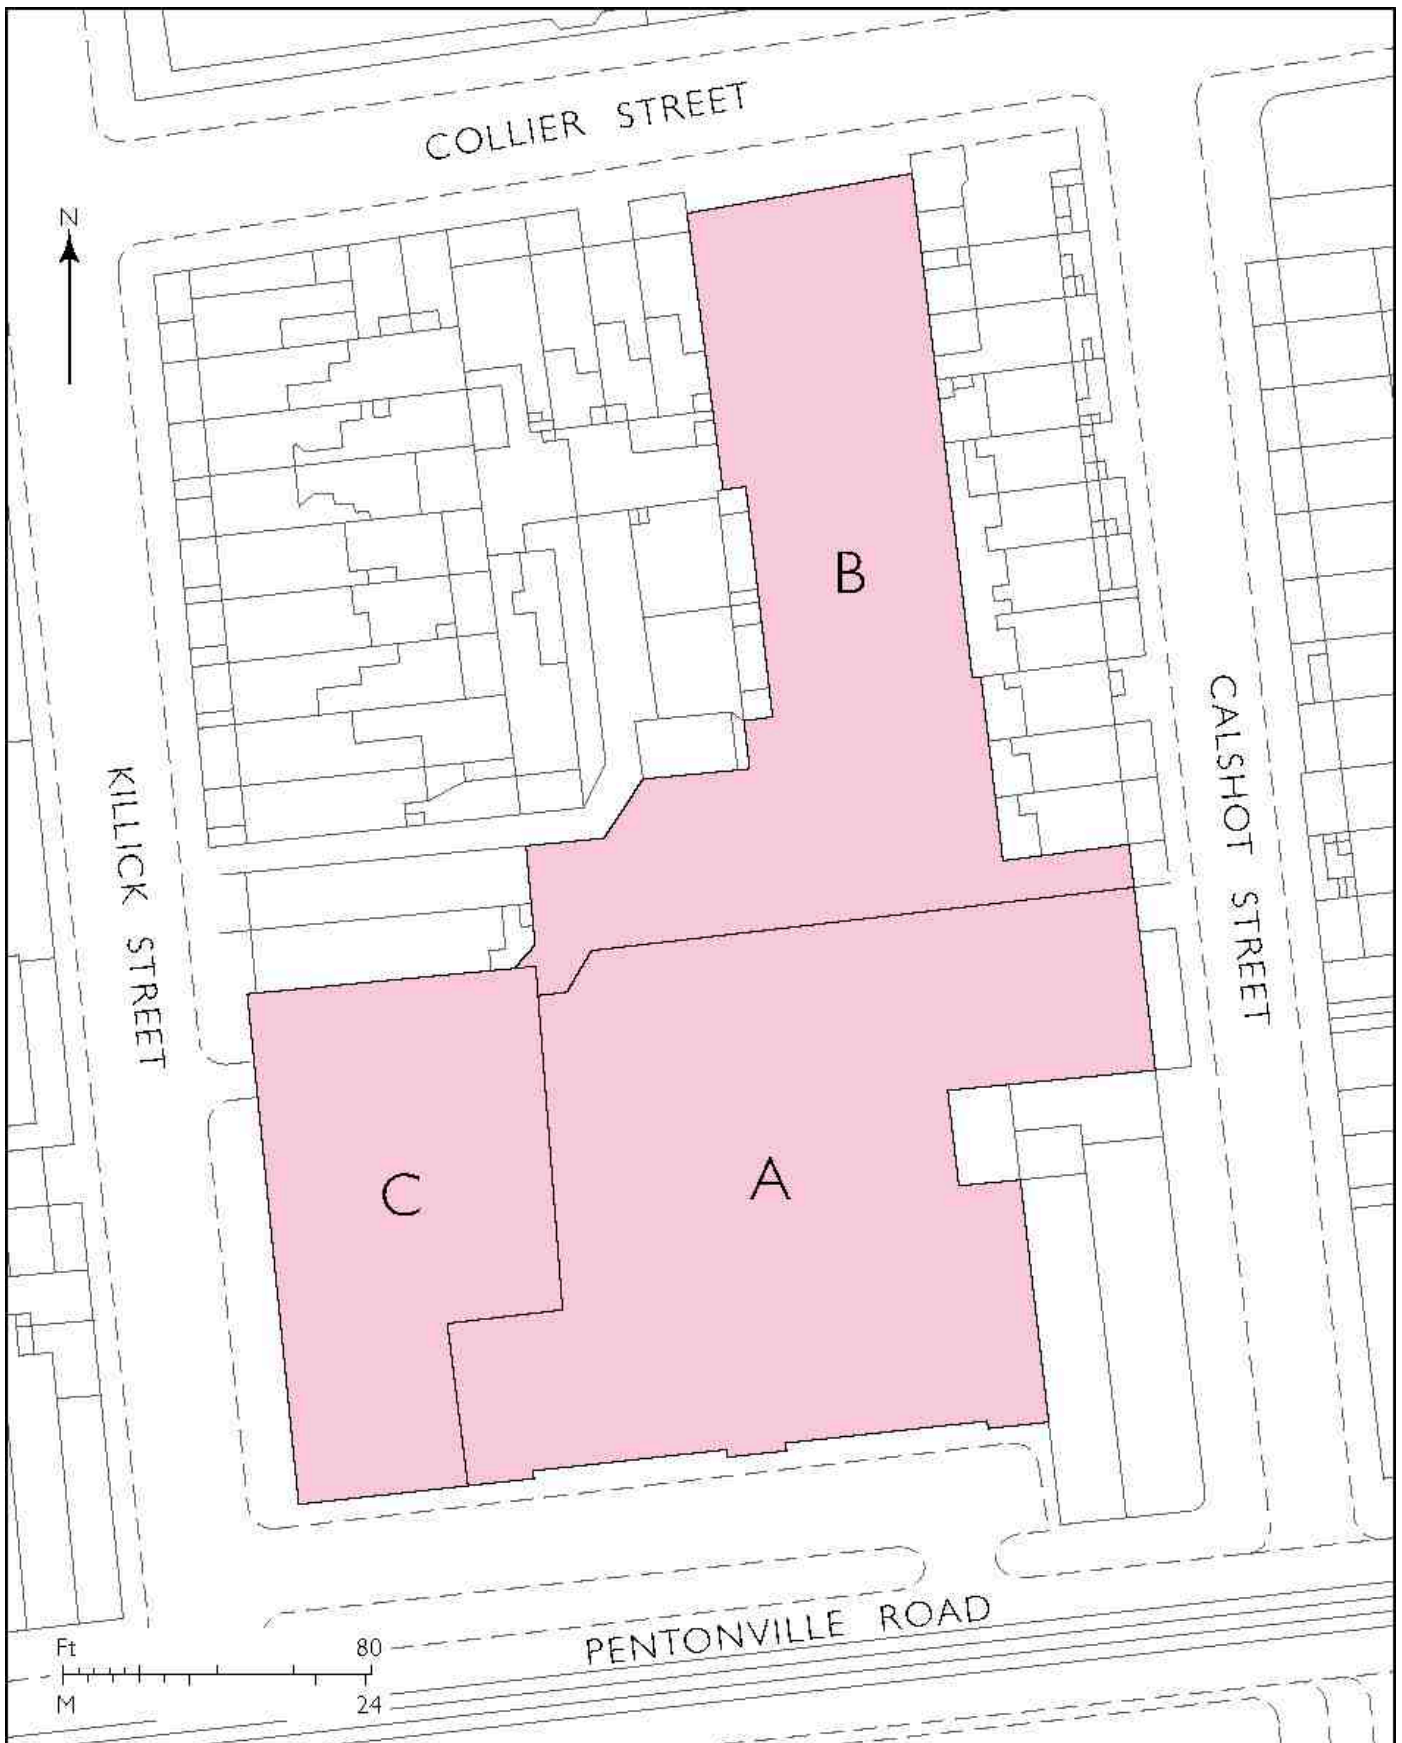 COLLIER STREET
N
B
KILLICK STREET
CALSHOT STREET
C
A
PENTONVILLE ROAD
Ft 80
M 24